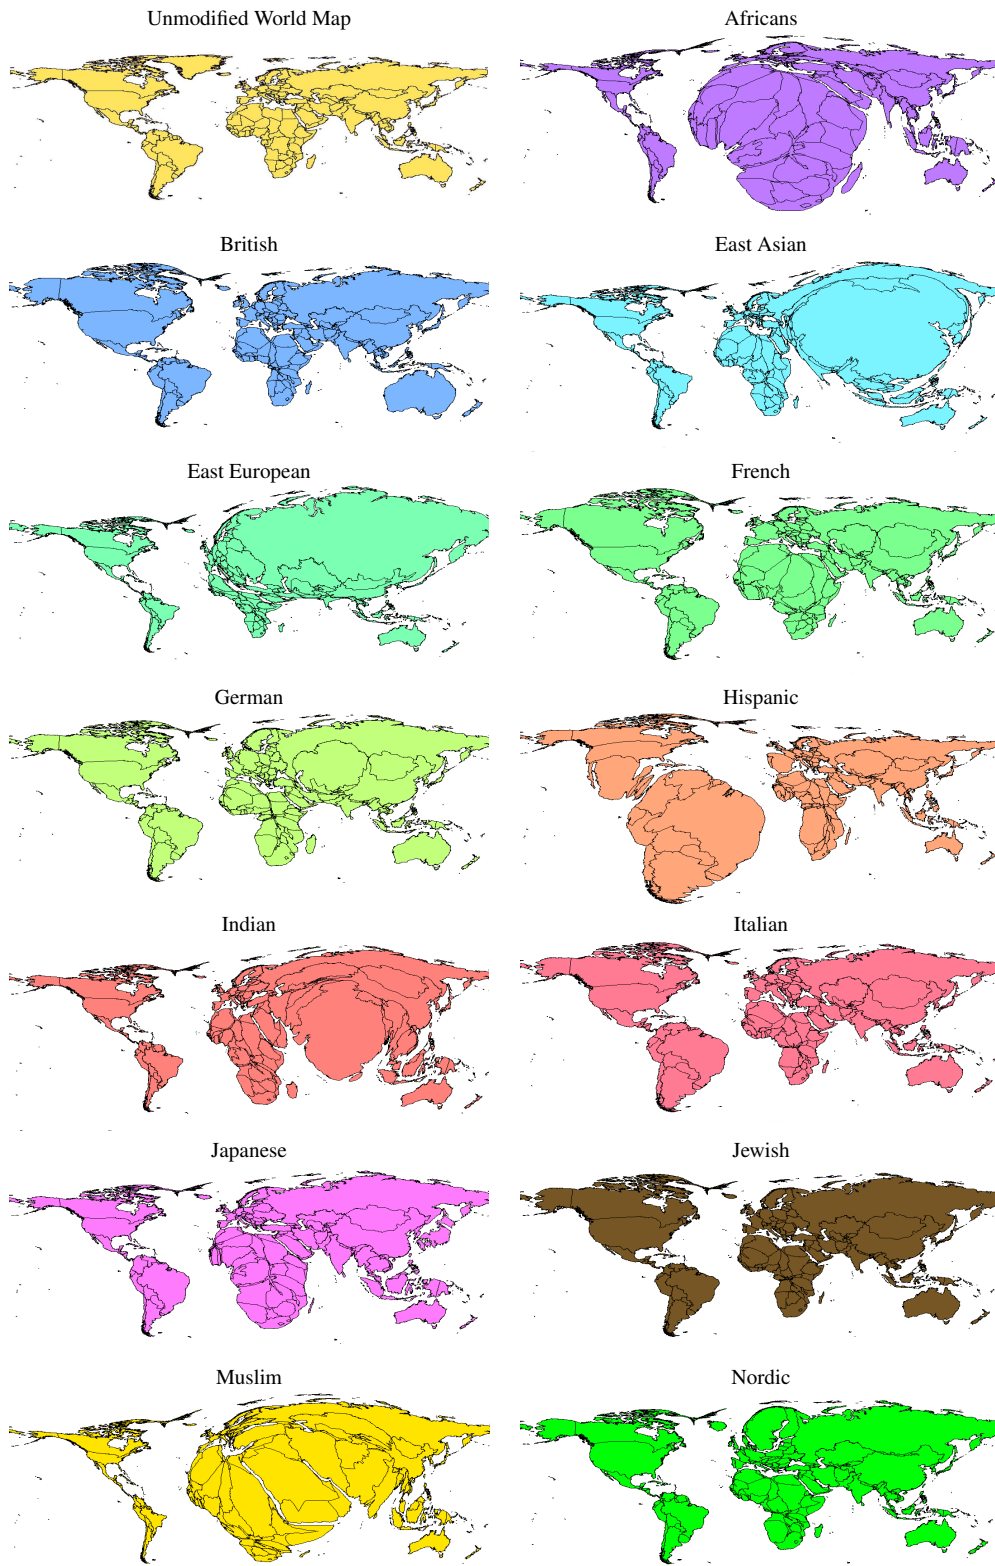 Unmodified World Map
Africans
British
East Asian
East European
French
German
Hispanic
Indian
Italian
Japanese
Jewish
Muslim
Nordic